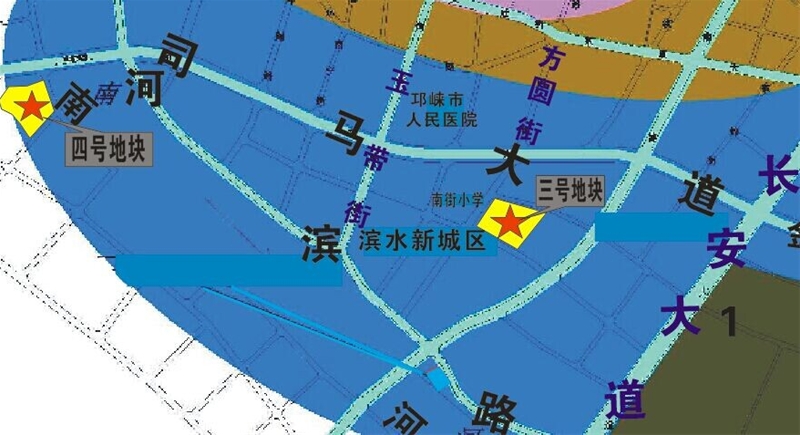 司马大道
南河滨河路
玉带街
方圆街
长安大道
邛崃市
人民医院
南街小学
滨水新城区
四号地块
三号地块
南
1